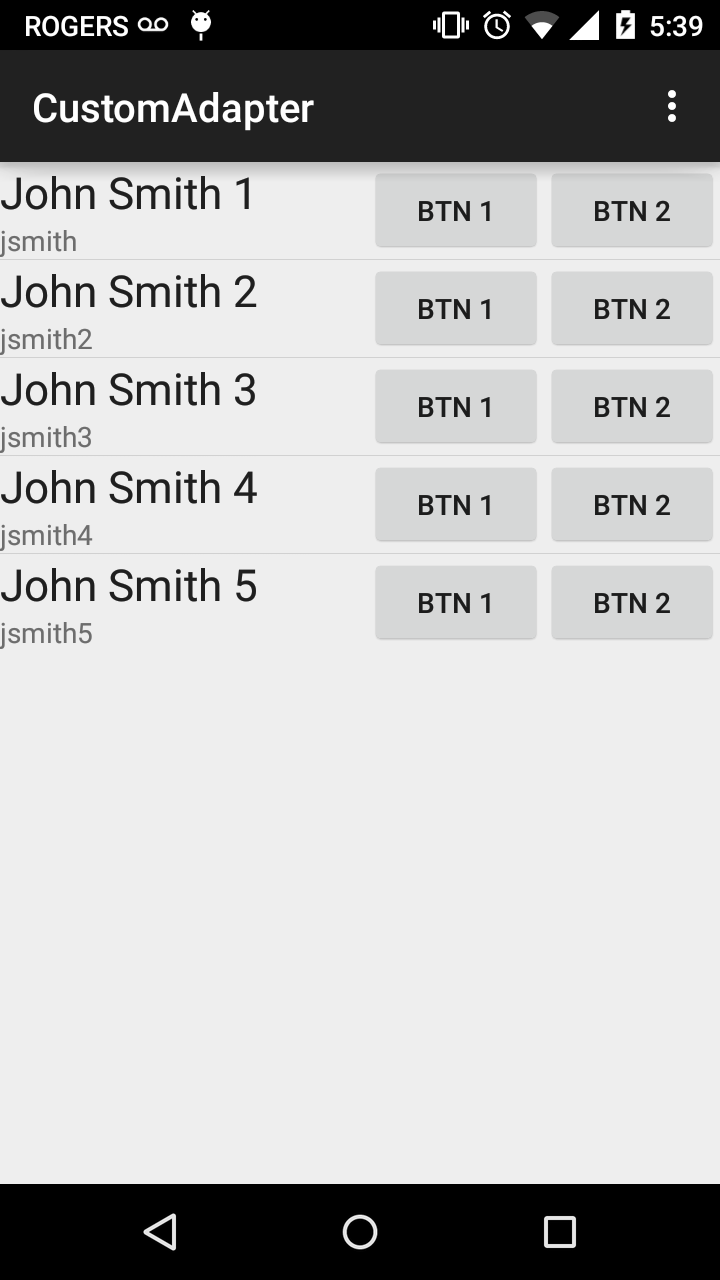 ROGERS 5:39
CustomAdapter
John Smith 1 BTN 1 BTN 2
jsmith
John Smith 2 BTN 1 BTN 2
jsmith2
John Smith 3 BTN 1 BTN 2
jsmith3
John Smith 4 BTN 1 BTN 2
jsmith4
John Smith 5 BTN 1 BTN 2
jsmith5